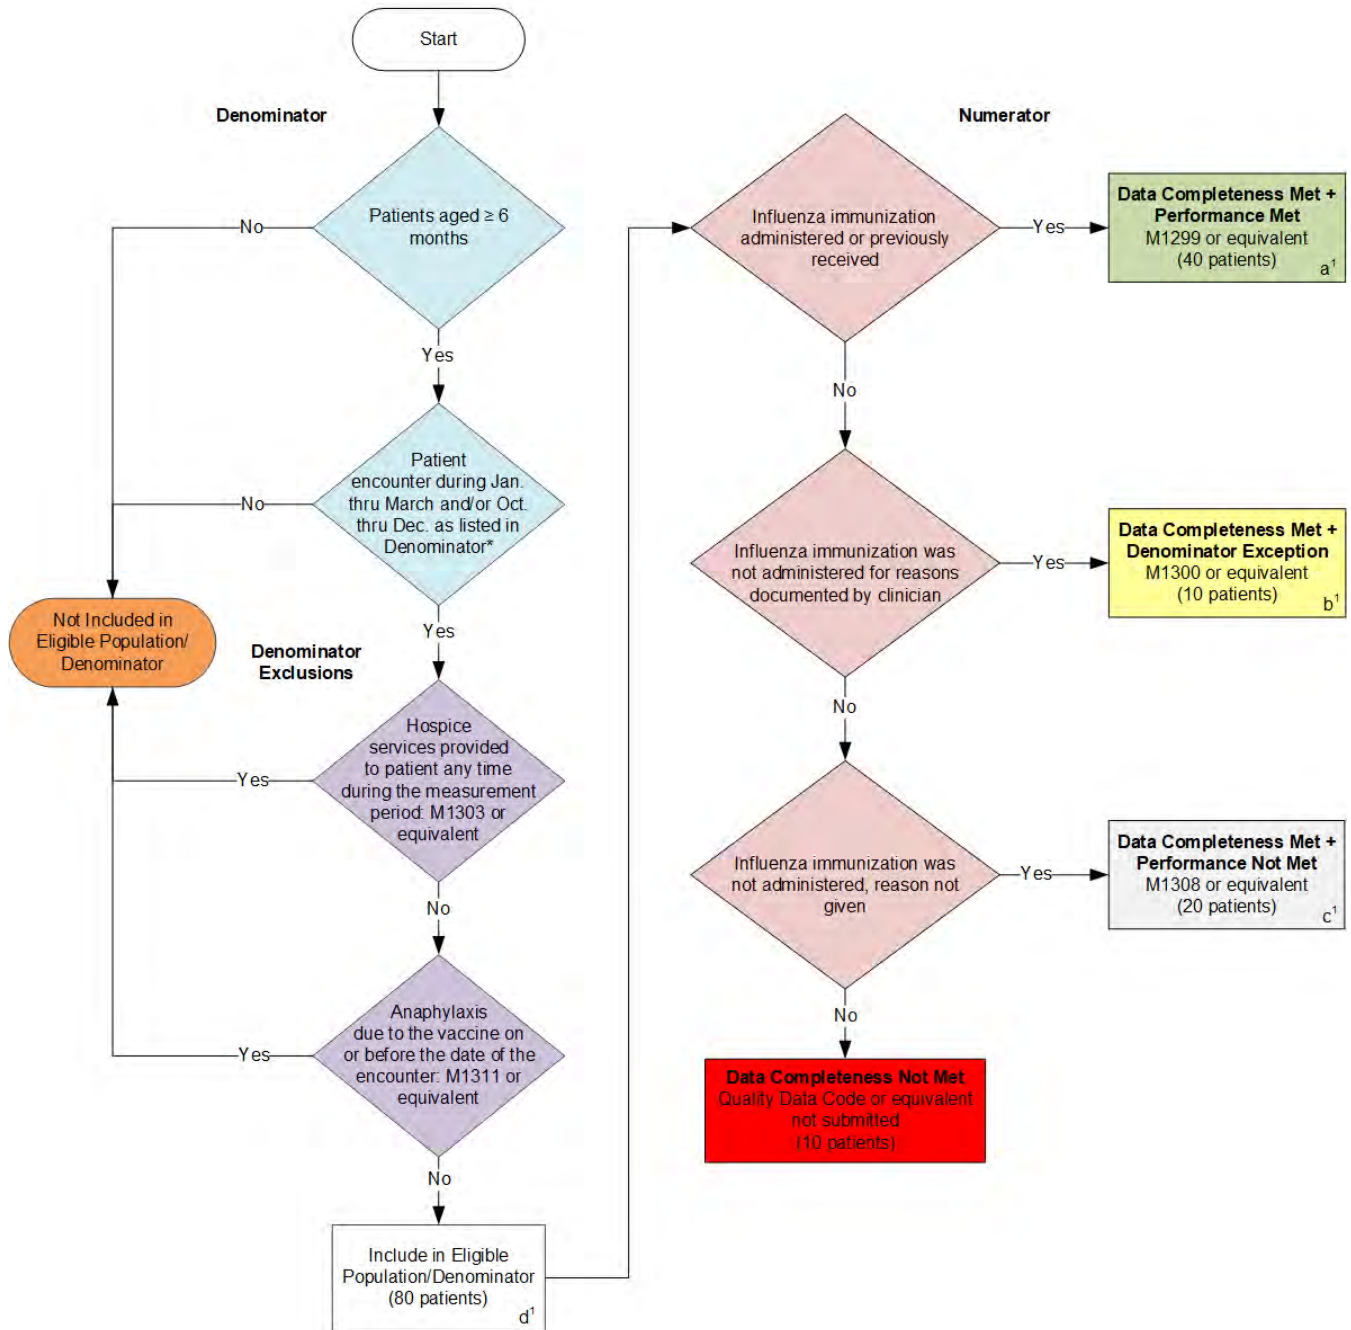 Start
Denominator
Patients aged ≥ 6
months
No
Yes
Patient
encounter during Jan.
thru March and/or Oct.
thru Dec. as listed in
Denominator*
No
Yes
Not Included in
Eligible Population/
Denominator
Denominator
Exclusions
Hospice
services provided
to patient any time
during the measurement
period: M1303 or
equivalent
Yes
No
Anaphylaxis
due to the vaccine on
or before the date of the
encounter: M1311 or
equivalent
Yes
No
Include in Eligible
Population/Denominator
(80 patients)
d¹
Numerator
Influenza immunization
administered or previously
received
Yes
Data Completeness Met +
Performance Met
M1299 or equivalent
(40 patients)
a¹
No
Influenza immunization was
not administered for reasons
documented by clinician
Yes
Data Completeness Met +
Denominator Exception
M1300 or equivalent
(10 patients)
b¹
No
Influenza immunization was
not administered, reason not
given
Yes
Data Completeness Met +
Performance Not Met
M1308 or equivalent
(20 patients)
c¹
No
Data Completeness Not Met
Quality Data Code or equivalent
not submitted
(10 patients)